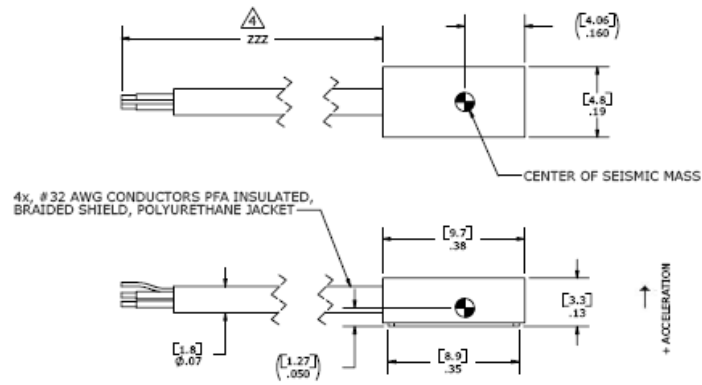 4
ZZZ
([4.06]
.160)
[4.8]
.19
CENTER OF SEISMIC MASS
4x, #32 AWG CONDUCTORS PFA INSULATED,
BRAIDED SHIELD, POLYURETHANE JACKET
[9.7]
.38
[3.3]
.13
+ ACCELERATION
[1.8]
Ø.07
([1.27]
.050)
[8.9]
.35